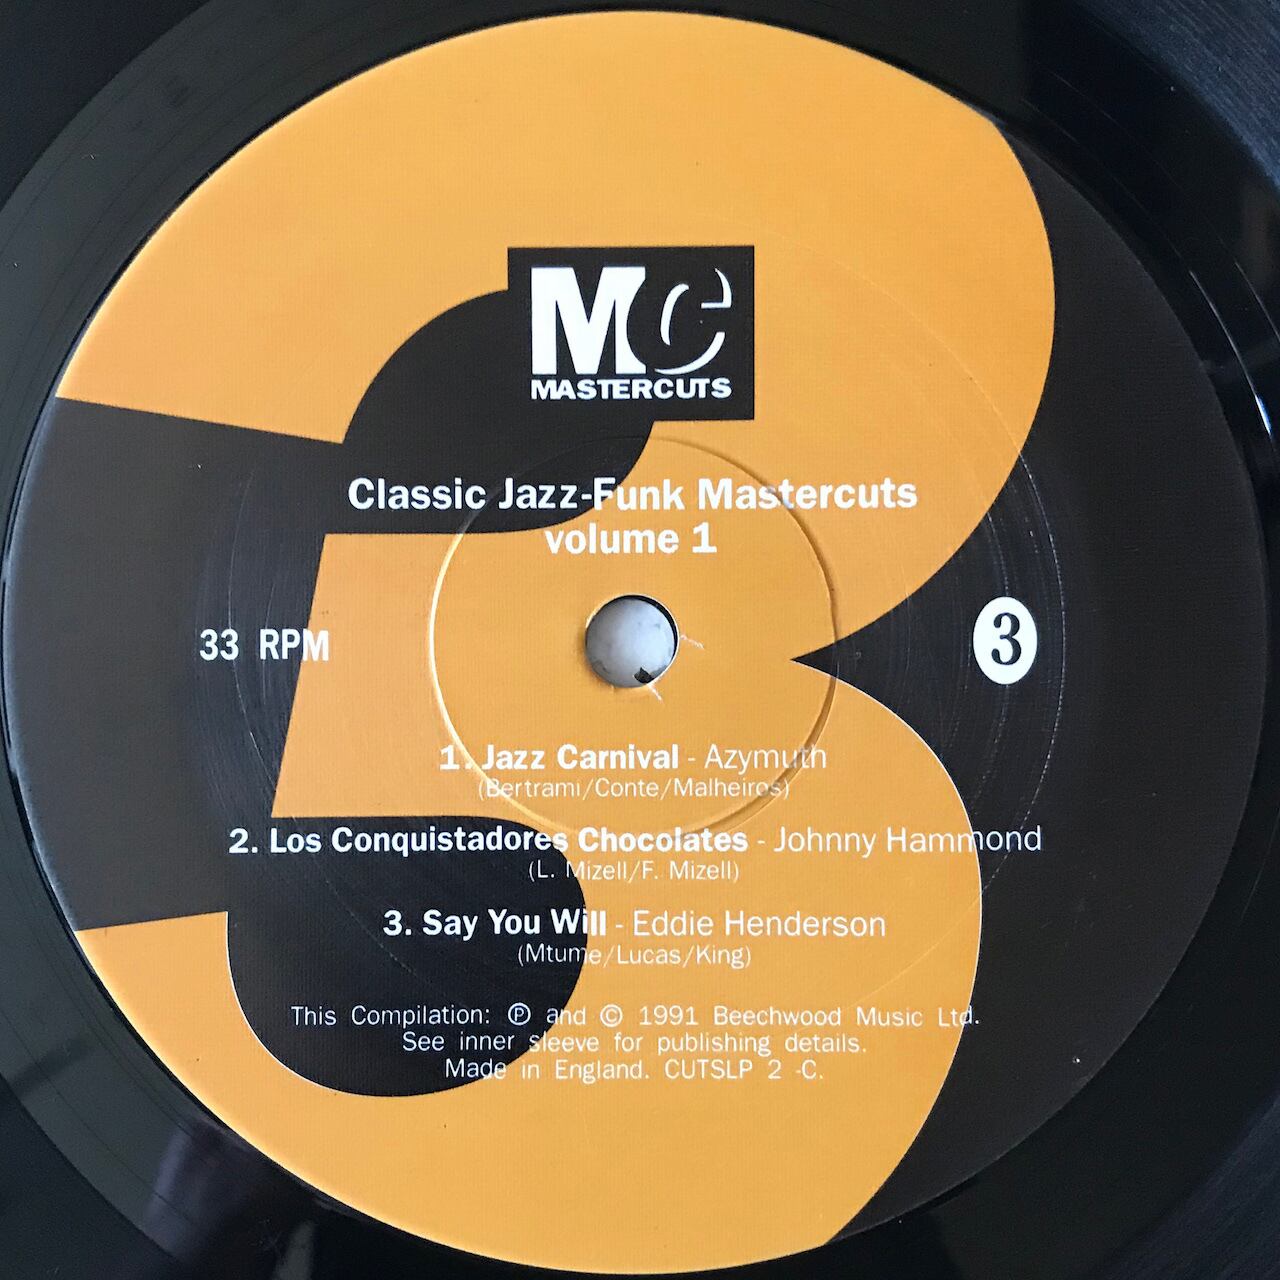 Mc
MASTERCUTS
Classic Jazz-Funk Mastercuts
volume 1
33 RPM
3
1. Jazz Carnival - Azymuth
(Bertrami/Conte/Malheiros)
2. Los Conquistadores Chocolates - Johnny Hammond
(L. Mizell/F. Mizell)
3. Say You Will - Eddie Henderson
(Mtume/Lucas/King)
This Compilation: ℗ and © 1991 Beechwood Music Ltd.
See inner sleeve for publishing details.
Made in England. CUTSLP 2 -C.